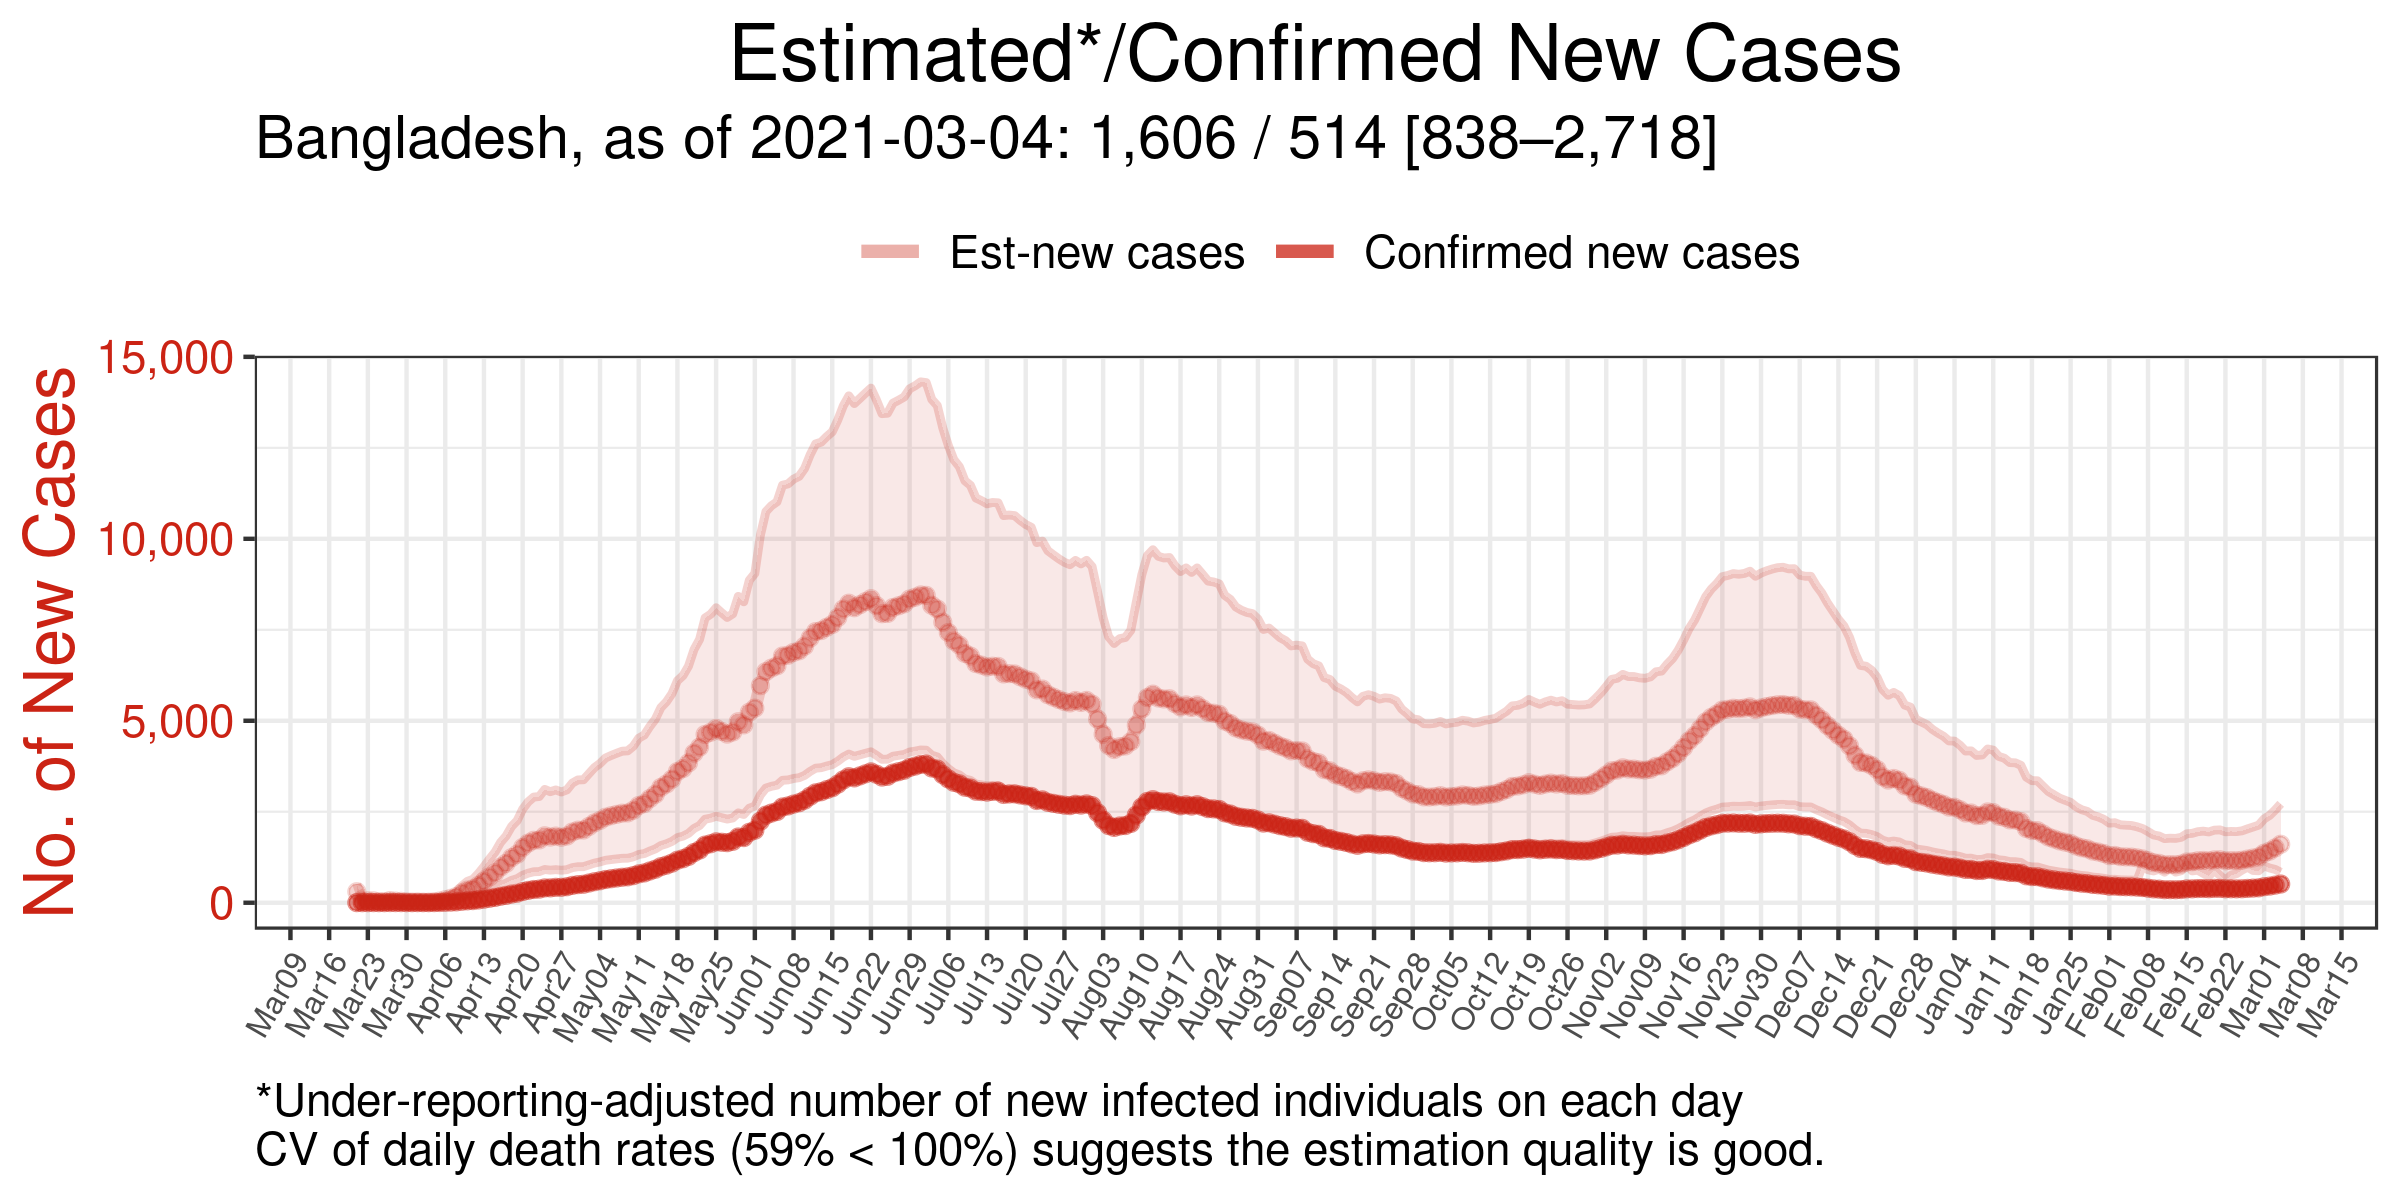 Estimated*/Confirmed New Cases
Bangladesh, as of 2021-03-04: 1,606 / 514 [838–2,718]
Est-new cases
Confirmed new cases
No. of New Cases
15,000
10,000
5,000
0
Mar09
Mar16
Mar23
Mar30
Apr06
Apr13
Apr20
Apr27
May04
May11
May18
May25
Jun01
Jun08
Jun15
Jun22
Jun29
Jul06
Jul13
Jul20
Jul27
Aug03
Aug10
Aug17
Aug24
Aug31
Sep07
Sep14
Sep21
Sep28
Oct05
Oct12
Oct19
Oct26
Nov02
Nov09
Nov16
Nov23
Nov30
Dec07
Dec14
Dec21
Dec28
Jan04
Jan11
Jan18
Jan25
Feb01
Feb08
Feb15
Feb22
Mar01
Mar08
Mar15
*Under-reporting-adjusted number of new infected individuals on each day
CV of daily death rates (59% < 100%) suggests the estimation quality is good.